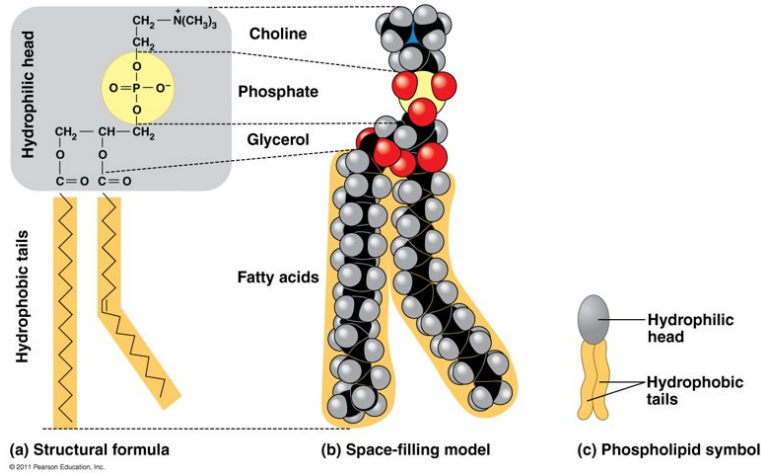 Hydrophilic head
CH₂—N(CH₃)₃
+
CH₂
O
O=P—O⁻
O
CH₂—CH—CH₂
O O
C=O C=O
Hydrophobic tails
Choline
Phosphate
Glycerol
Fatty acids
Hydrophilic
head
Hydrophobic
tails
(a) Structural formula
(b) Space-filling model
(c) Phospholipid symbol
© 2011 Pearson Education, Inc.